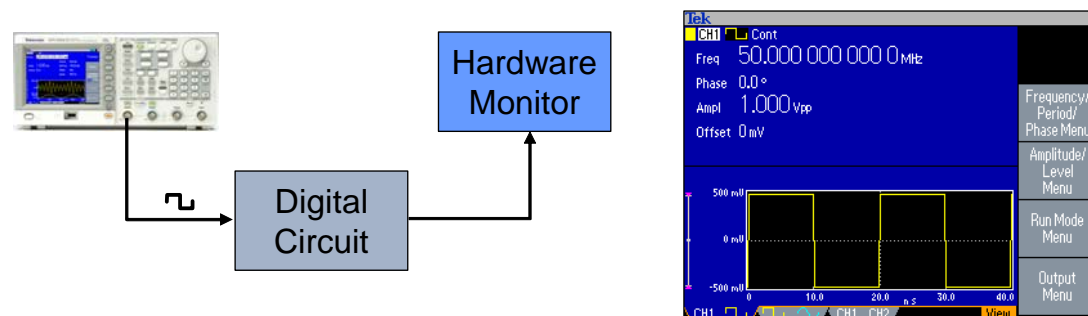 Hardware
Monitor
Digital
Circuit
Tek
CH1 Cont
Freq 50.000 000 000 0 MHz
Phase 0.0 °
Ampl 1.000 Vpp
Offset 0 mV
Frequency/
Period/
Phase Menu
Amplitude/
Level
Menu
Run Mode
Menu
Output
Menu
500 mV
0 mV
-500 mV
0 10.0 20.0 ns 30.0 40.0
CH1 CH1 CH2 View